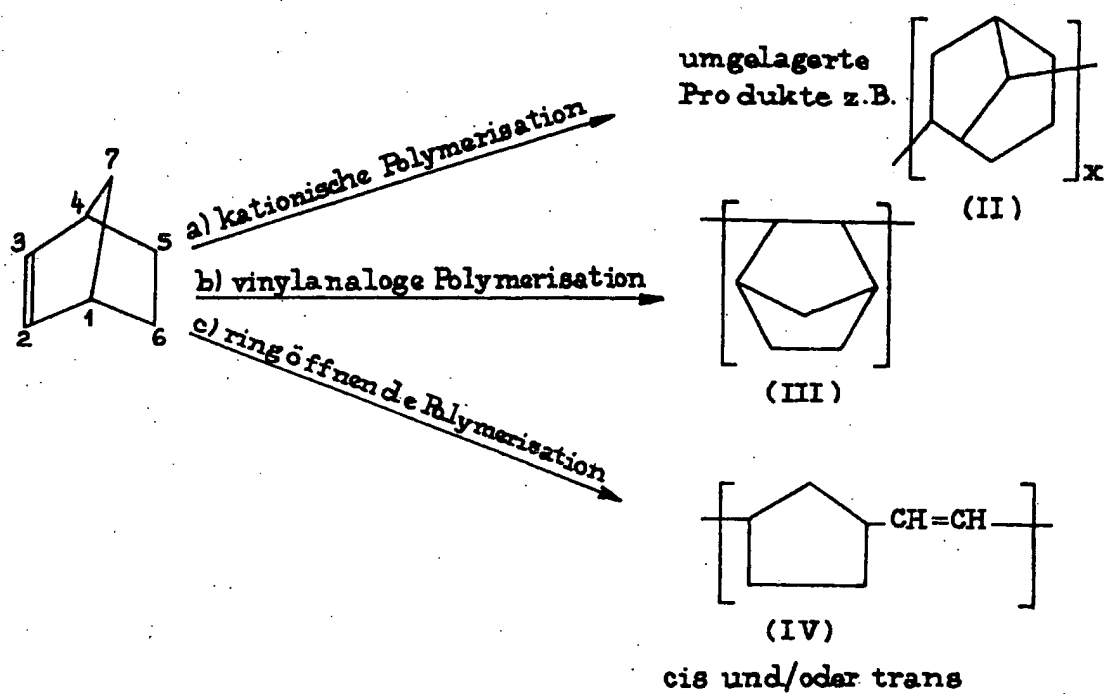 umgelagerte
Produkte z.B.
x
(II)
a) kationische Polymerisation
7
4
3
5
b) vinylanaloge Polymerisation
1
2
6
c) ringöffnende Polymerisation
(III)
CH=CH
(IV)
cis und/oder trans